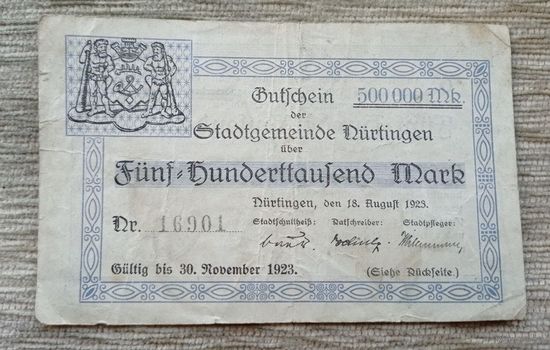 Gutschein 500 000 Mk.
der
Stadtgemeinde Nürtingen
über
Fünf-Hunderttausend Mark
Nürtingen, den 18. August 1923.
Nr. 16901
Stadtschultheiß: Ratschreiber: Stadtpfleger:
Gültig bis 30. November 1923. (Siehe Rückseite.)